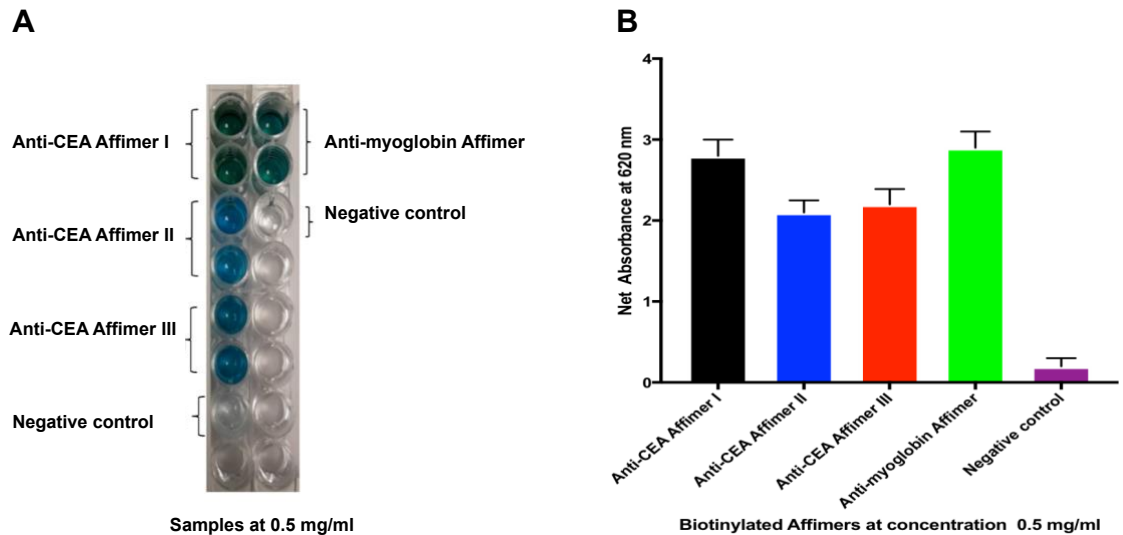 A
Anti-CEA Affimer I
Anti-myoglobin Affimer
Negative control
Anti-CEA Affimer II
Anti-CEA Affimer III
Negative control
Samples at 0.5 mg/ml
B
Net Absorbance at 620 nm
4
3
2
1
0
Anti-CEA Affimer I
Anti-CEA Affimer II
Anti-CEA Affimer III
Anti-myoglobin Affimer
Negative control
Biotinylated Affimers at concentration 0.5 mg/ml